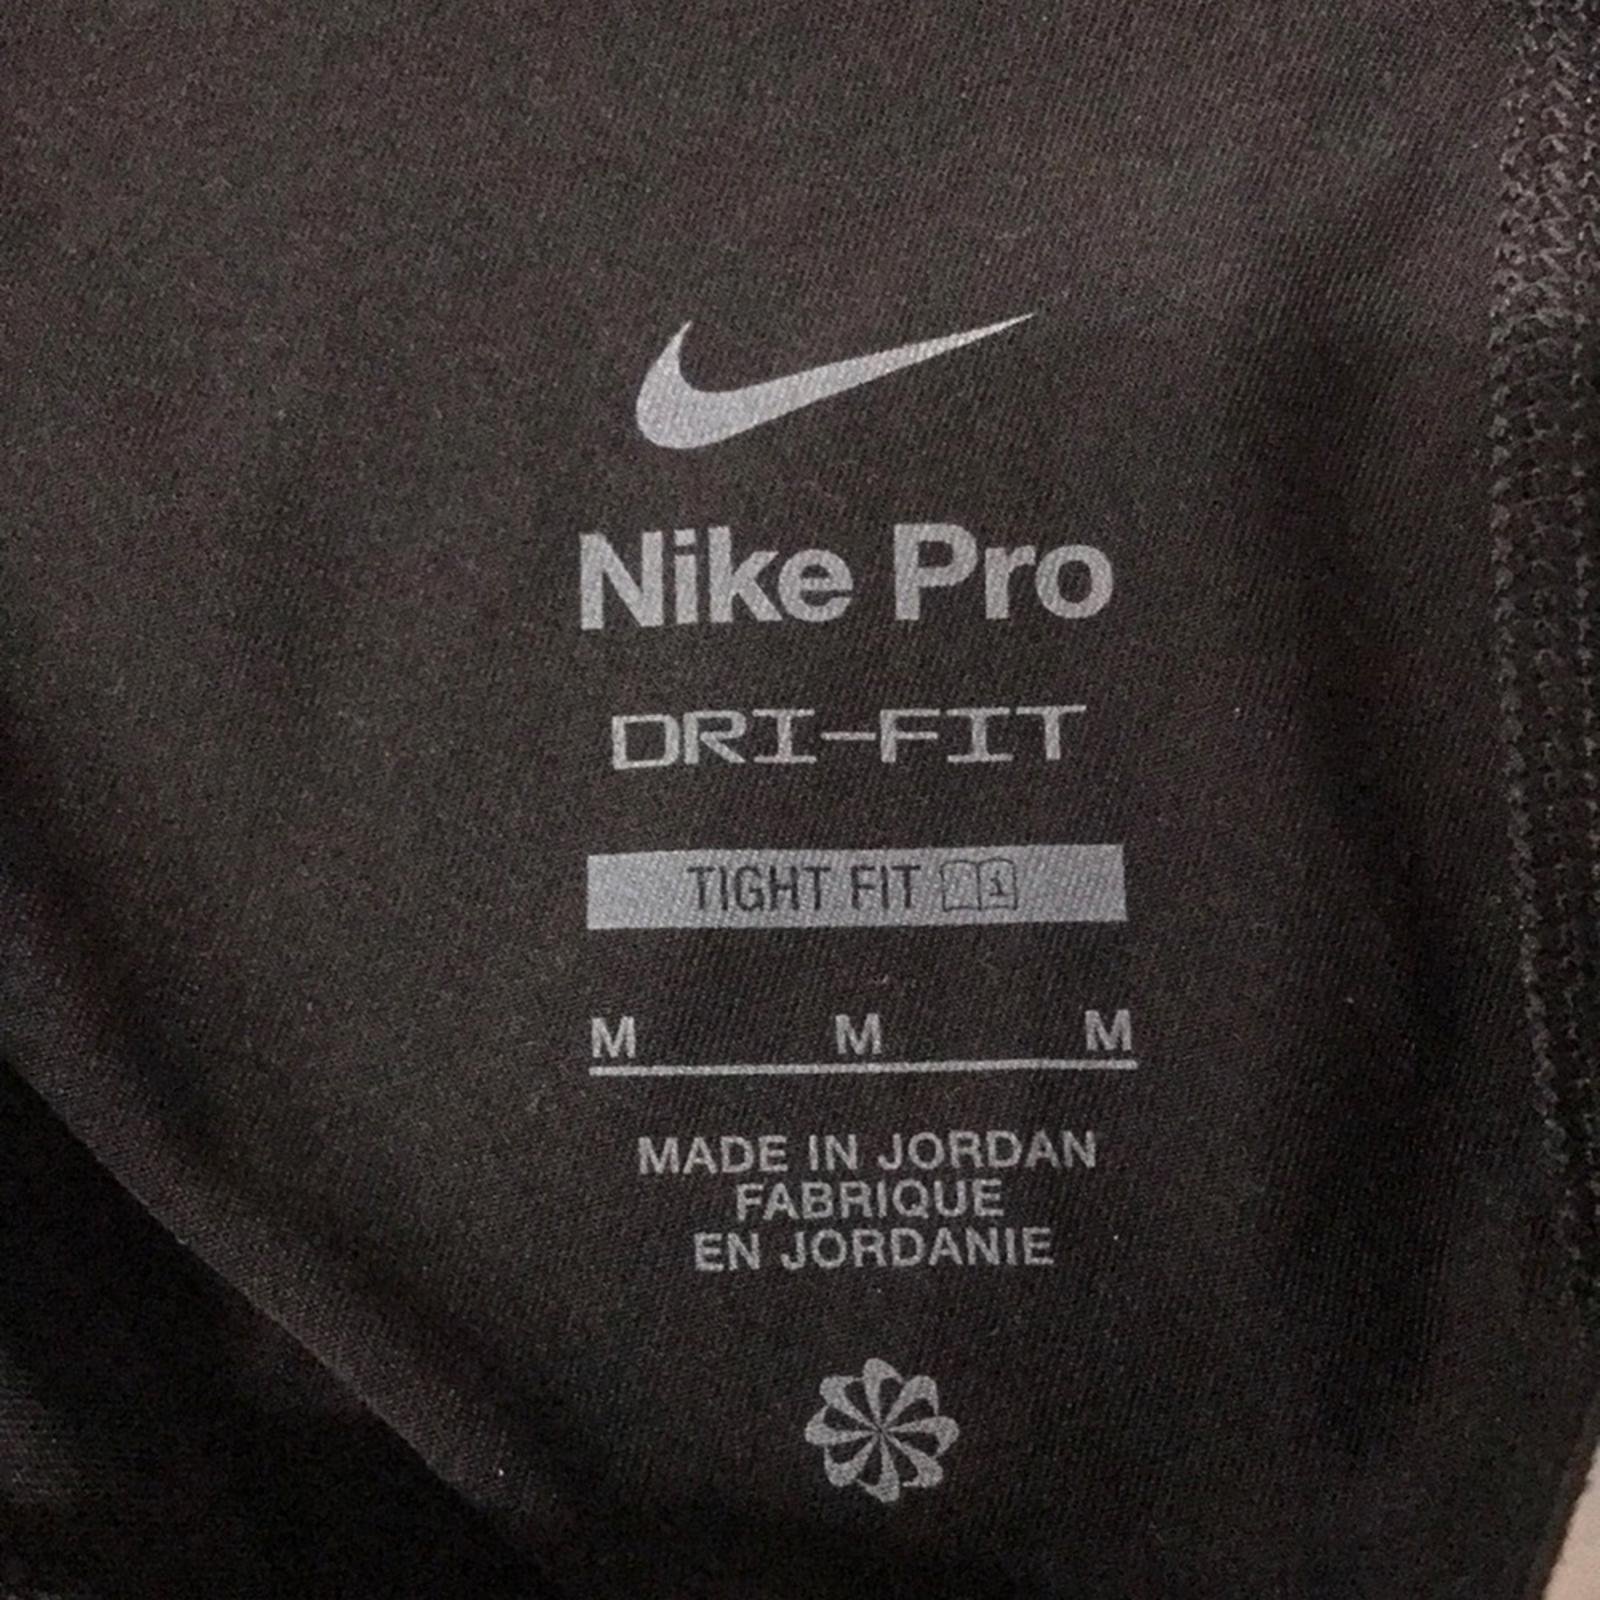 Nike Pro
DRI-FIT
TIGHT FIT i
M M M
MADE IN JORDAN
FABRIQUE
EN JORDANIE